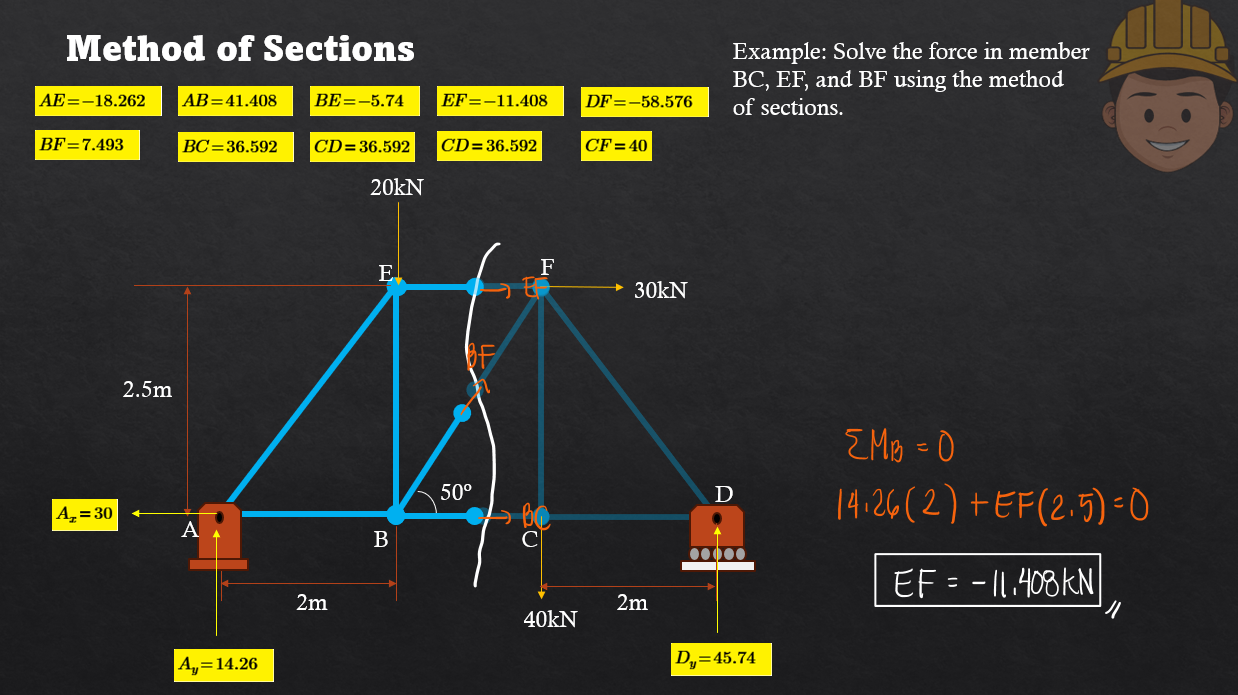 Method of Sections
Example: Solve the force in member
BC, EF, and BF using the method
of sections.
AE=−18.262
AB=41.408
BE=−5.74
EF=−11.408
DF=−58.576
BF=7.493
BC=36.592
CD=36.592
CD=36.592
CF=40
20kN
E
F
EF
30kN
BF
2.5m
50º
A_x=30
A
B
BC
C
D
2m
40kN
2m
A_y=14.26
D_y=45.74
ΣM_B = 0
14.26(2) + EF(2.5)=0
EF = -11.408kN